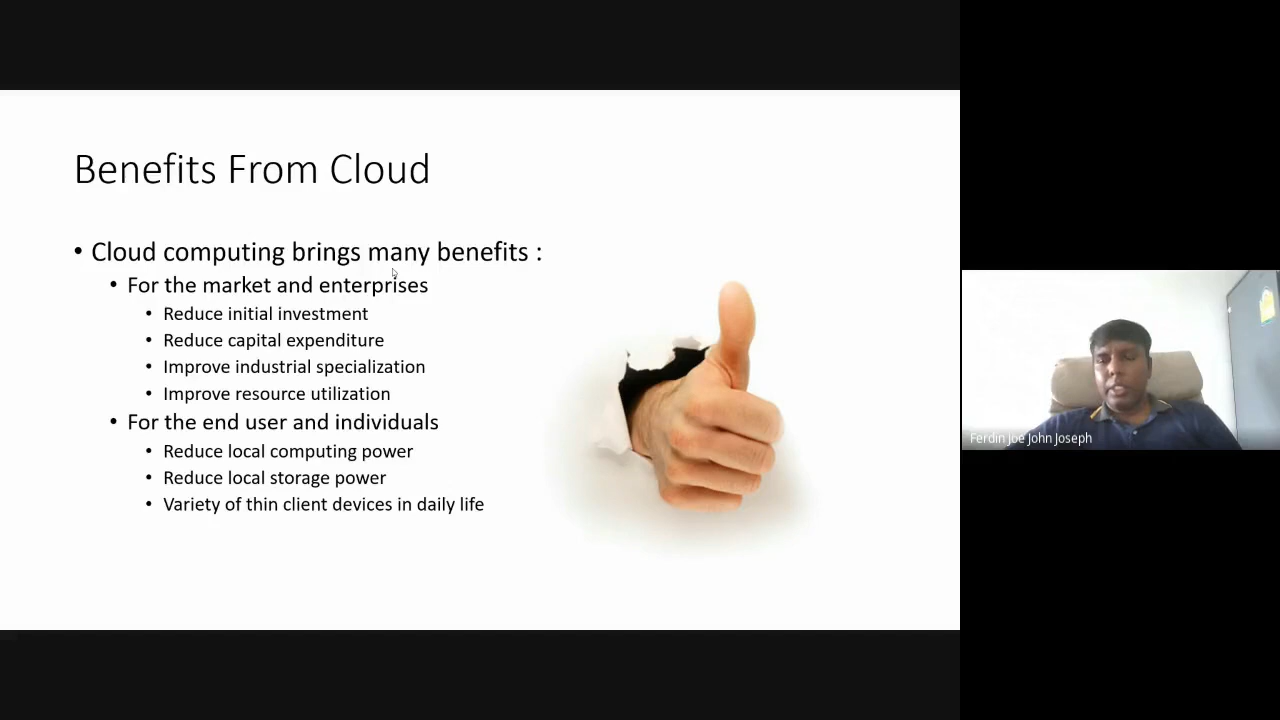 Benefits From Cloud
• Cloud computing brings many benefits :
• For the market and enterprises
• Reduce initial investment
• Reduce capital expenditure
• Improve industrial specialization
• Improve resource utilization
• For the end user and individuals
• Reduce local computing power
• Reduce local storage power
• Variety of thin client devices in daily life
Ferdin Joe John Joseph